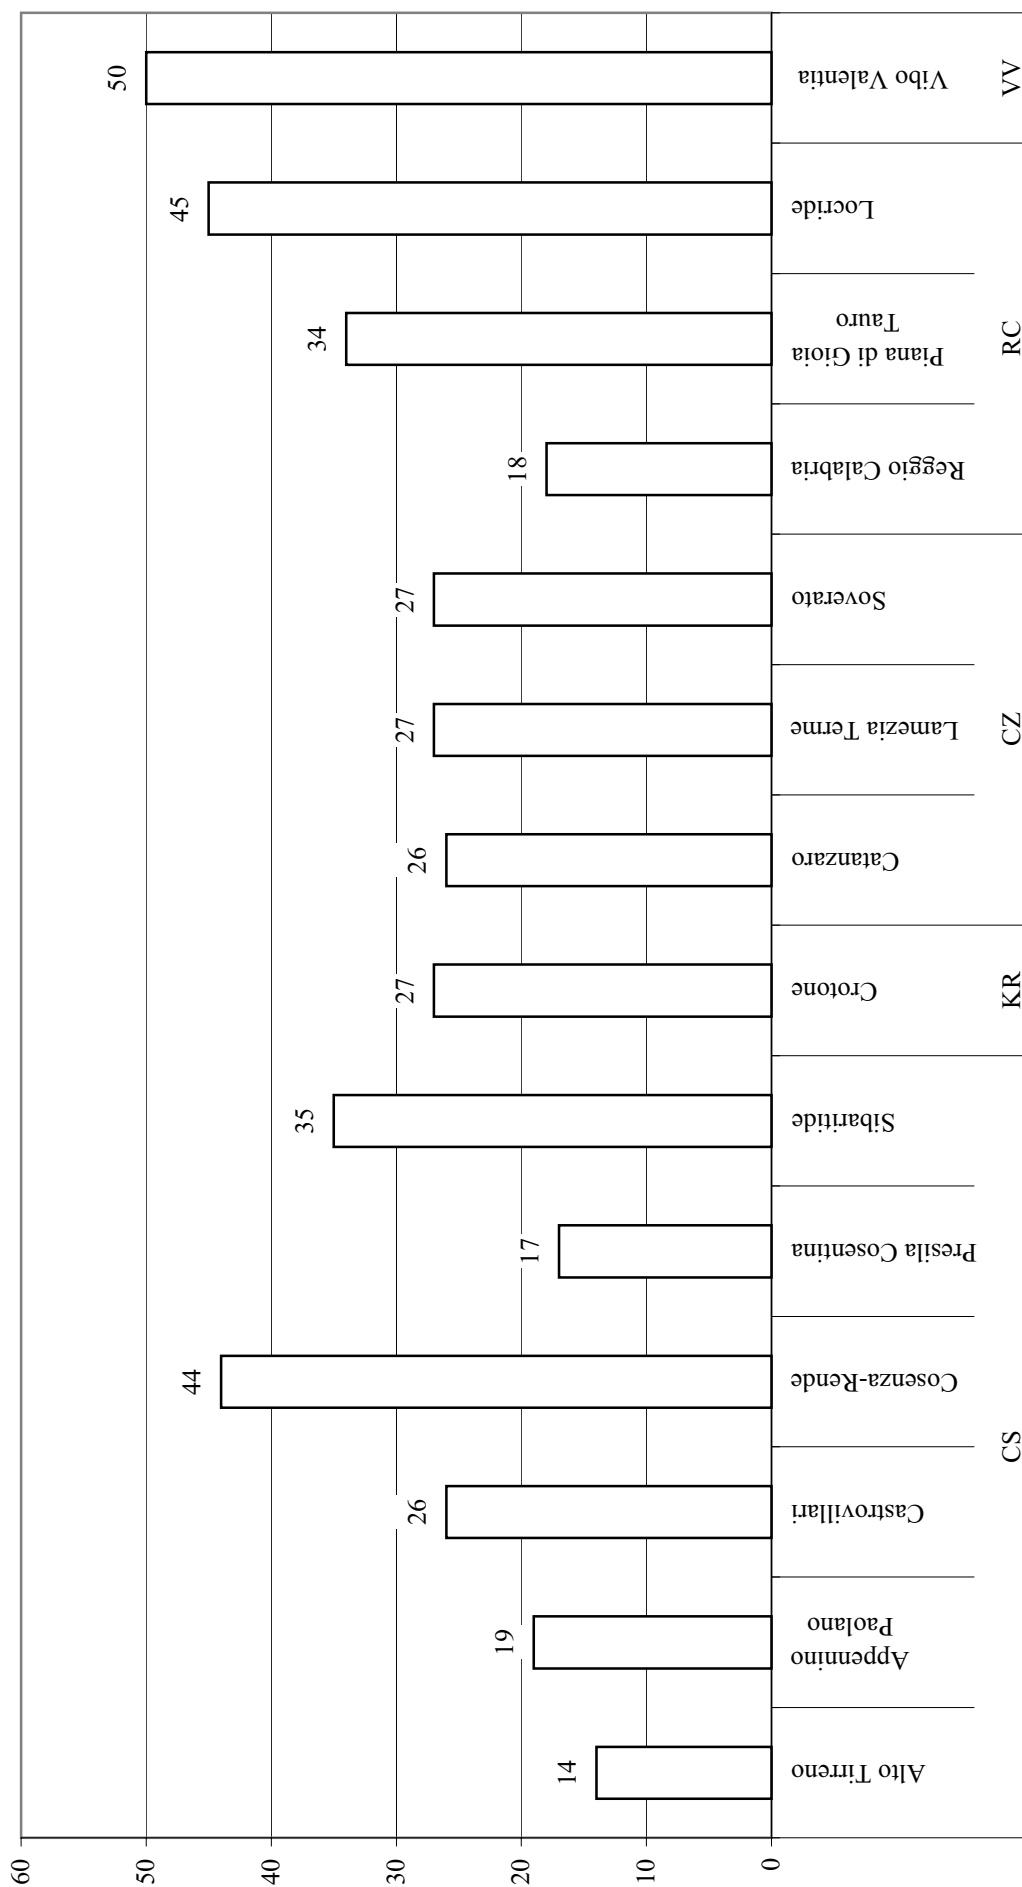 60
50
40
30
20
10
0
14
19
26
44
17
35
27
26
27
27
18
34
45
50
Alto Tirreno
Appennino
Paolano
Castrovillari
Cosenza-Rende
Presila Cosentina
Sibaritide
Crotone
Catanzaro
Lamezia Terme
Soverato
Reggio Calabria
Piana di Gioia
Tauro
Locride
Vibo Valentia
CS
KR
CZ
RC
VV